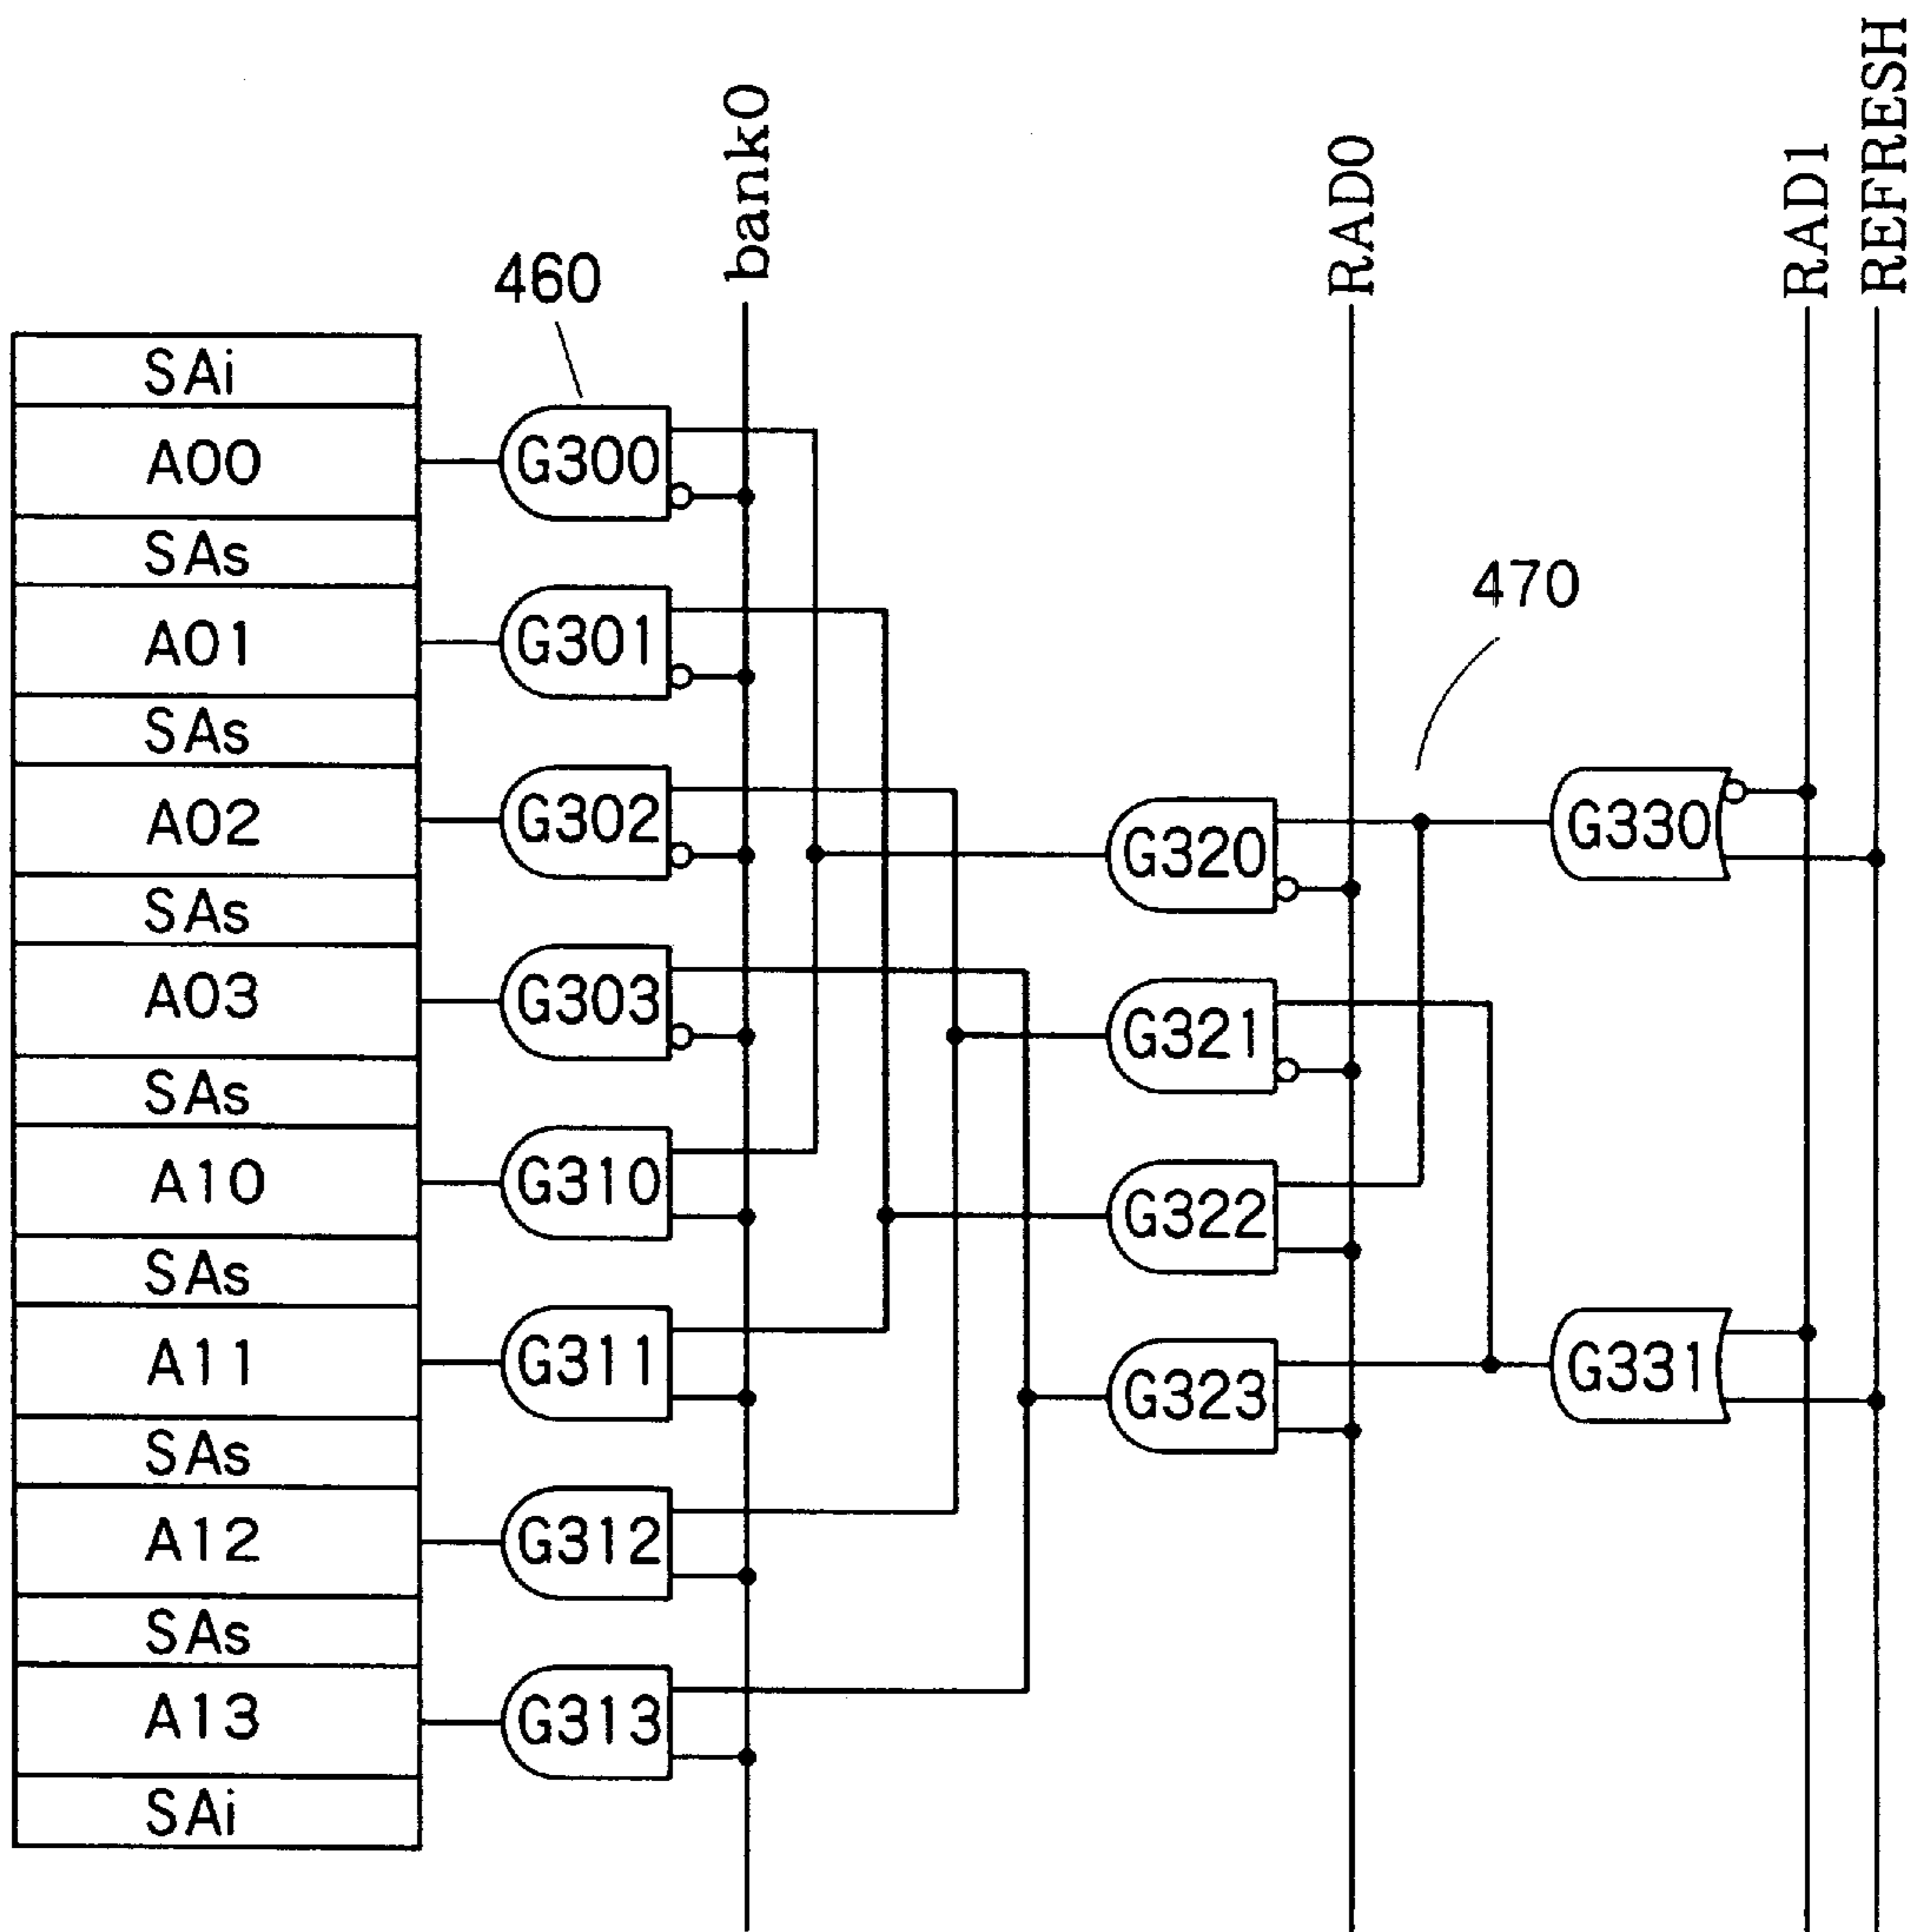 REFRESH
bank0
RAD0
RAD1
460
SAi
A00
G300
SAs
A01
G301
470
SAs
A02
G302
G320
G330
SAs
A03
G303
G321
SAs
A10
G310
G322
SAs
A11
G311
G323
G331
SAs
A12
G312
SAs
A13
G313
SAi